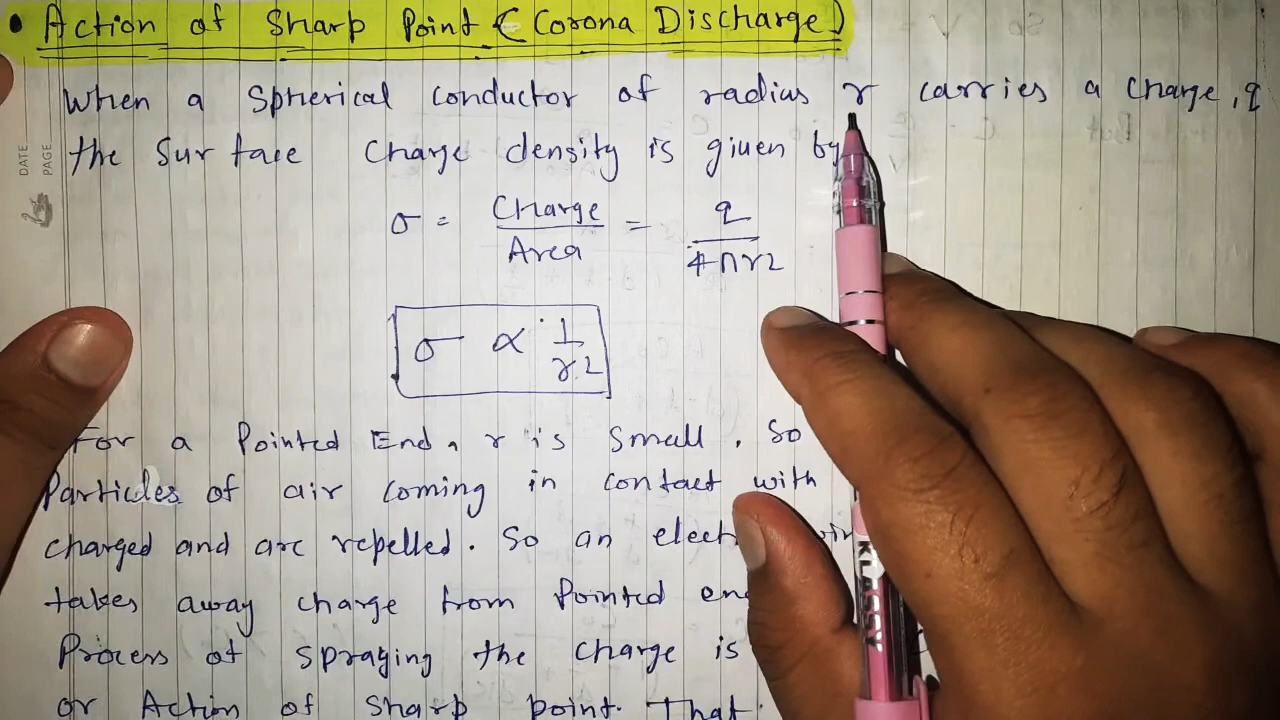 • Action of Sharp Point (Corona Discharge)
When a Spherical conductor of radius r carries a charge, q
the Surface Charge density is given by
σ = Charge/Area = q/4πr2
σ ∝ 1/r2
For a Pointed End, r is Small. So
Particles of air coming in contact with
charged and are repelled. So an elect
takes away charge from Pointed en
Process of spraying the charge is
or Action of Sharp point. That
DATE
PAGE
KLASSY